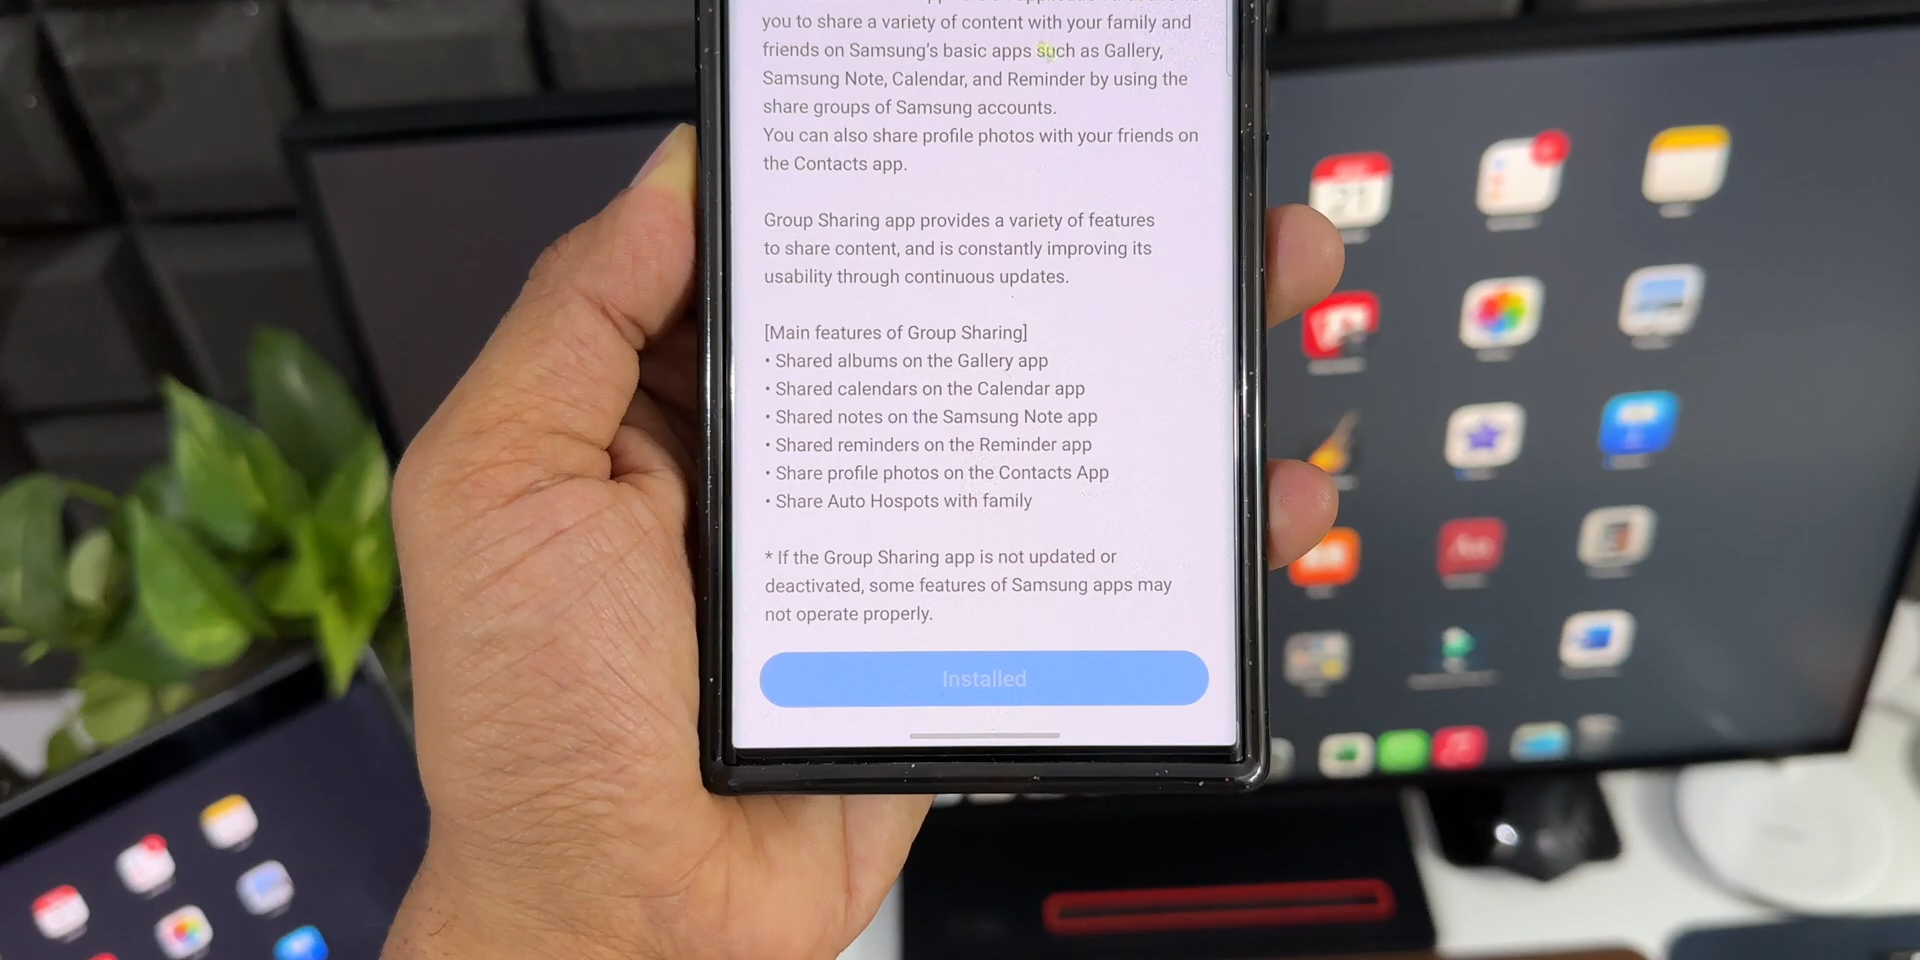 you to share a variety of content with your family and
friends on Samsung's basic apps such as Gallery,
Samsung Note, Calendar, and Reminder by using the
share groups of Samsung accounts.
You can also share profile photos with your friends on
the Contacts app.
Group Sharing app provides a variety of features
to share content, and is constantly improving its
usability through continuous updates.
[Main features of Group Sharing]
• Shared albums on the Gallery app
• Shared calendars on the Calendar app
• Shared notes on the Samsung Note app
• Shared reminders on the Reminder app
• Share profile photos on the Contacts App
• Share Auto Hospots with family
* If the Group Sharing app is not updated or
deactivated, some features of Samsung apps may
not operate properly.
Installed
21